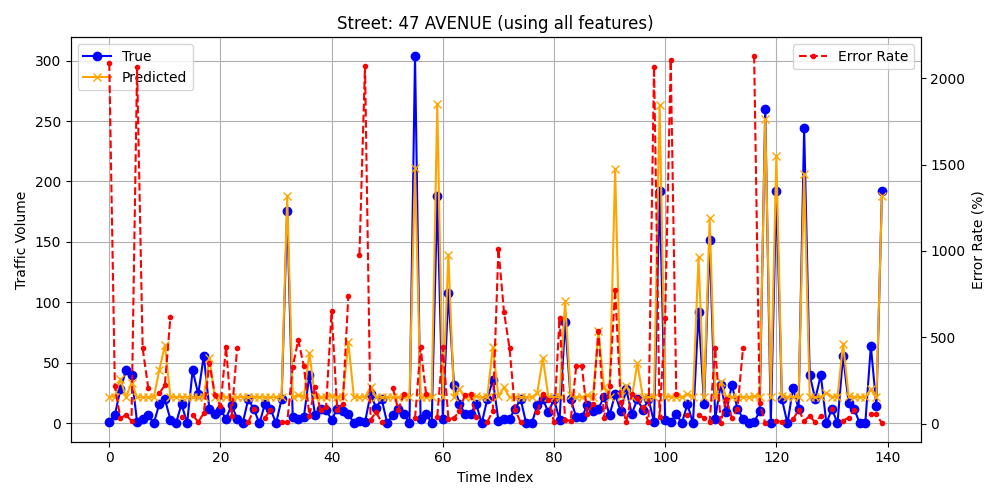 Street: 47 AVENUE (using all features)
True
Predicted
Error Rate
300
250
200
150
100
50
0
2000
1500
1000
500
0
Traffic Volume
Error Rate (%)
0 20 40 60 80 100 120 140
Time Index